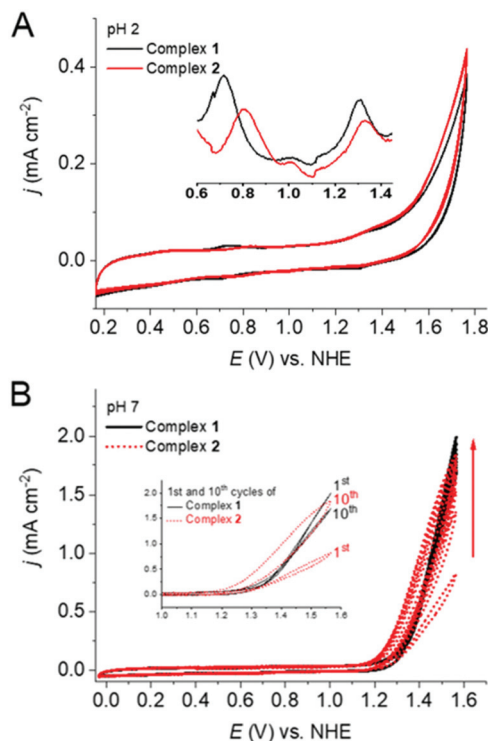 A
pH 2
Complex 1
Complex 2
0.4
0.2
0.0
j (mA cm⁻²)
0.6 0.8 1.0 1.2 1.4
0.2 0.4 0.6 0.8 1.0 1.2 1.4 1.6 1.8
E (V) vs. NHE
B
pH 7
Complex 1
Complex 2
2.0
1.5
1.0
0.5
0.0
j (mA cm⁻²)
1st and 10th cycles of
Complex 1
Complex 2
1st
10th
10th
1st
2.0
1.5
1.0
0.5
0.0
1.0 1.1 1.2 1.3 1.4 1.5 1.6
0.0 0.2 0.4 0.6 0.8 1.0 1.2 1.4 1.6
E (V) vs. NHE